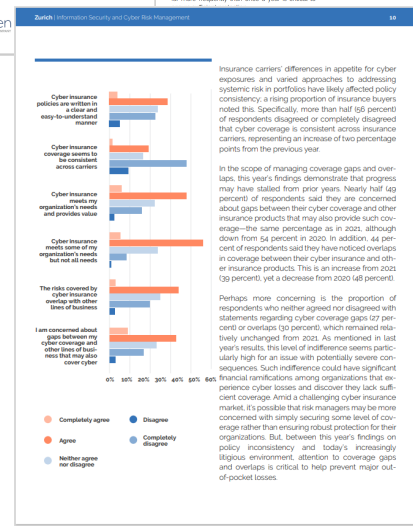 Zurich | Information Security and Cyber Risk Management
10
en
Cyber insurance
policies are written in
a clear and
easy-to-understand
manner
Cyber insurance
coverage seems to
be consistent
across carriers
Cyber insurance
meets my
organization's needs
and provides value
Cyber insurance
meets some of my
organization's needs
but not all needs
The risks covered by
cyber insurance
overlap with other
lines of business
I am concerned about
gaps between my
cyber coverage and
other lines of busi-
ness that may also
cover cyber
0% 10% 20% 30% 40% 50% 60%
Completely agree
Agree
Neither agree
nor disagree
Disagree
Completely
disagree
Insurance carriers' differences in appetite for cyber
exposures and varied approaches to addressing
systemic risk in portfolios have likely affected policy
consistency; a rising proportion of insurance buyers
noted this. Specifically, more than half (56 percent)
of respondents disagreed or completely disagreed
that cyber coverage is consistent across insurance
carriers, representing an increase of two percentage
points from the previous year.
In the scope of managing coverage gaps and over-
laps, this year's findings demonstrate that progress
may have stalled from prior years. Nearly half (49
percent) of respondents said they are concerned
about gaps between their cyber coverage and other
insurance products that may also provide such cov-
erage—the same percentage as in 2021, although
down from 54 percent in 2020. In addition, 44 per-
cent of respondents said they have noticed overlaps
in coverage between their cyber insurance and oth-
er insurance products. This is an increase from 2021
(39 percent), yet a decrease from 2020 (48 percent).
Perhaps more concerning is the proportion of
respondents who neither agreed nor disagreed with
statements regarding cyber coverage gaps (27 per-
cent) or overlaps (30 percent), which remained rela-
tively unchanged from 2021. As mentioned in last
year's results, this level of indifference seems partic-
ularly high for an issue with potentially severe con-
sequences. Such indifference could have significant
financial ramifications among organizations that ex-
perience cyber losses and discover they lack suffi-
cient coverage. Amid a challenging cyber insurance
market, it's possible that risk managers may be more
concerned with simply securing some level of cov-
erage rather than ensuring robust protection for their
organizations. But, between this year's findings on
policy inconsistency and today's increasingly
litigious environment, attention to coverage gaps
and overlaps is critical to help prevent major out-
of-pocket losses.